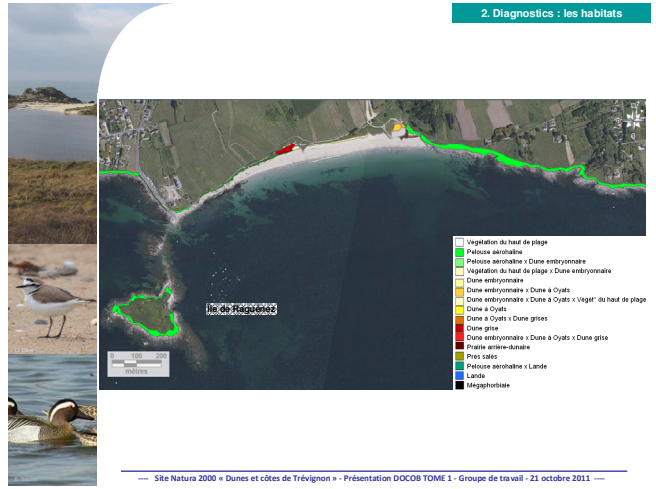 2. Diagnostics : les habitats
Île de Raguénez
0 100 200
mètres
Végétation du haut de plage
Pelouse aérohaline
Pelouse aérohaline x Dune embryonnaire
Végétation du haut de plage x Dune embryonnaire
Dune embryonnaire
Dune embryonnaire x Dune à Oyats
Dune embryonnaire x Dune à Oyats x Végét° du haut de plage
Dune à Oyats
Dune à Oyats x Dune grises
Dune grise
Dune embryonnaire x Dune à Oyats x Dune grise
Prairie arrière-dunaire
Prés salés
Pelouse aérohaline x Lande
Lande
Mégaphorbiaie
---- Site Natura 2000 « Dunes et côtes de Trévignon » - Présentation DOCOB TOME 1 - Groupe de travail - 21 octobre 2011 ----